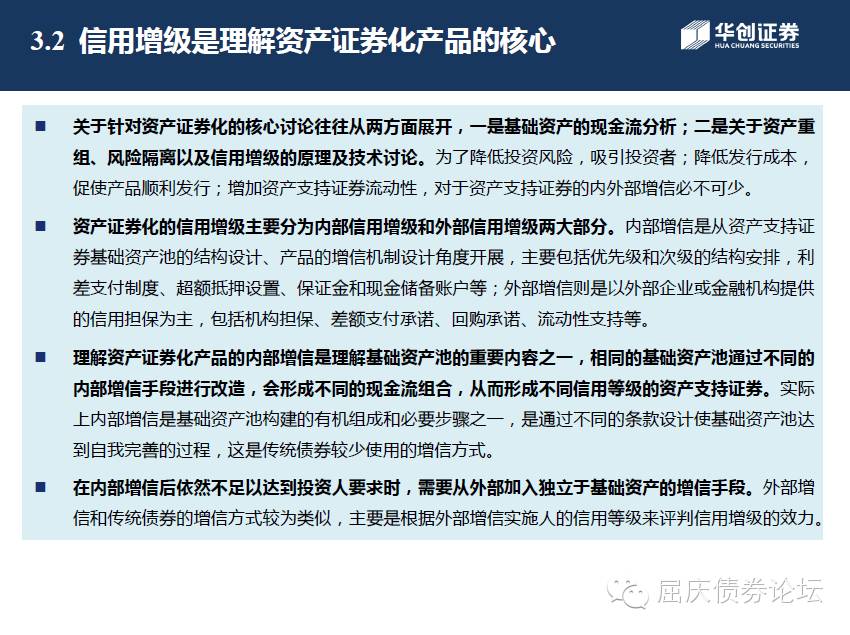 3.2 信用增级是理解资产证券化产品的核心
华创证券
HUA CHUANG SECURITIES
■ 关于针对资产证券化的核心讨论往往从两方面展开，一是基础资产的现金流分析；二是关于资产重
组、风险隔离以及信用增级的原理及技术讨论。为了降低投资风险，吸引投资者；降低发行成本，
促使产品顺利发行；增加资产支持证券流动性，对于资产支持证券的内外部增信必不可少。
■ 资产证券化的信用增级主要分为内部信用增级和外部信用增级两大部分。内部增信是从资产支持证
券基础资产池的结构设计、产品的增信机制设计角度开展，主要包括优先级和次级的结构安排，利
差支付制度、超额抵押设置、保证金和现金储备账户等；外部增信则是以外部企业或金融机构提供
的信用担保为主，包括机构担保、差额支付承诺、回购承诺、流动性支持等。
■ 理解资产证券化产品的内部增信是理解基础资产池的重要内容之一，相同的基础资产池通过不同的
内部增信手段进行改造，会形成不同的现金流组合，从而形成不同信用等级的资产支持证券。实际
上内部增信是基础资产池构建的有机组成和必要步骤之一，是通过不同的条款设计使基础资产池达
到自我完善的过程，这是传统债券较少使用的增信方式。
■ 在内部增信后依然不足以达到投资人要求时，需要从外部加入独立于基础资产的增信手段。外部增
信和传统债券的增信方式较为类似，主要是根据外部增信实施人的信用等级来评判信用增级的效力。
屈庆债券论坛